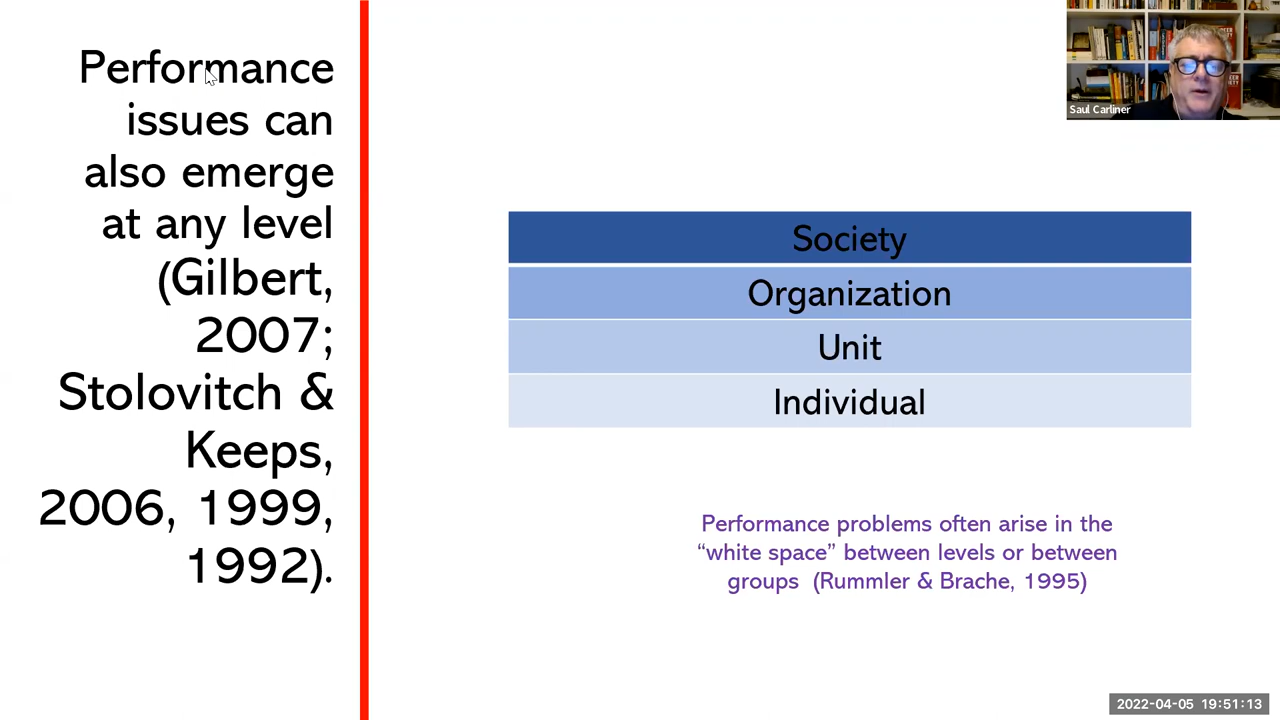 Performance
issues can
also emerge
at any level
(Gilbert,
2007;
Stolovitch &
Keeps,
2006, 1999,
1992).
Saul Carliner
Society
Organization
Unit
Individual
Performance problems often arise in the
“white space” between levels or between
groups (Rummler & Brache, 1995)
2022-04-05 19:51:13